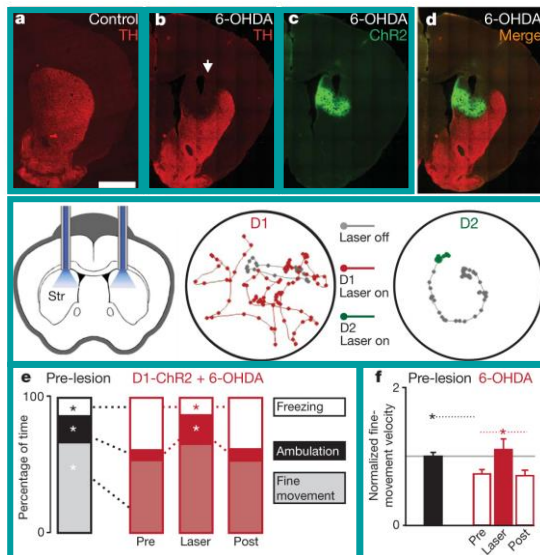 a Control
TH
b 6-OHDA
TH
c 6-OHDA
ChR2
d 6-OHDA
Merge
Str
D1
Laser off
D1
Laser on
D2
Laser on
D2
e Pre-lesion D1-ChR2 + 6-OHDA
Percentage of time
100
0
Freezing
Ambulation
Fine
movement
Pre Laser Post
f Pre-lesion 6-OHDA
Normalized fine-
movement velocity
2
1
0
Pre
Laser
Post